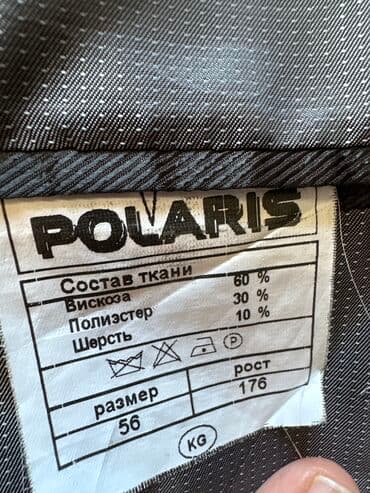 POLARIS
Состав ткани
Вискоза 60 %
Полиэстер 30 %
Шерсть 10 %
P
размер рост
56 176
KG